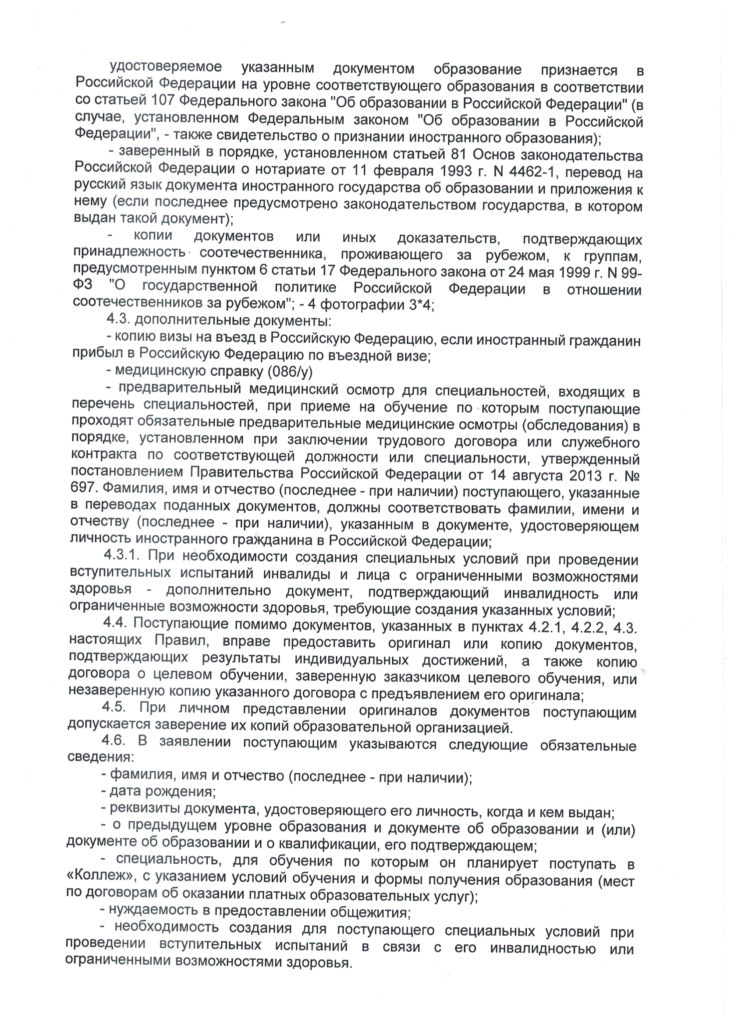 удостоверяемое указанным документом образование признается в
Российской Федерации на уровне соответствующего образования в соответствии
со статьей 107 Федерального закона "Об образовании в Российской Федерации" (в
случае, установленном Федеральным законом "Об образовании в Российской
Федерации", - также свидетельство о признании иностранного образования);
- заверенный в порядке, установленном статьей 81 Основ законодательства
Российской Федерации о нотариате от 11 февраля 1993 г. N 4462-1, перевод на
русский язык документа иностранного государства об образовании и приложения к
нему (если последнее предусмотрено законодательством государства, в котором
выдан такой документ);
- копии документов или иных доказательств, подтверждающих
принадлежность соотечественника, проживающего за рубежом, к группам,
предусмотренным пунктом 6 статьи 17 Федерального закона от 24 мая 1999 г. N 99-
ФЗ "О государственной политике Российской Федерации в отношении
соотечественников за рубежом"; - 4 фотографии 3*4;
4.3. дополнительные документы:
- копию визы на въезд в Российскую Федерацию, если иностранный гражданин
прибыл в Российскую Федерацию по въездной визе;
- медицинскую справку (086/у)
- предварительный медицинский осмотр для специальностей, входящих в
перечень специальностей, при приеме на обучение по которым поступающие
проходят обязательные предварительные медицинские осмотры (обследования) в
порядке, установленном при заключении трудового договора или служебного
контракта по соответствующей должности или специальности, утвержденный
постановлением Правительства Российской Федерации от 14 августа 2013 г. №
697. Фамилия, имя и отчество (последнее - при наличии) поступающего, указанные
в переводах поданных документов, должны соответствовать фамилии, имени и
отчеству (последнее - при наличии), указанным в документе, удостоверяющем
личность иностранного гражданина в Российской Федерации;
4.3.1. При необходимости создания специальных условий при проведении
вступительных испытаний инвалиды и лица с ограниченными возможностями
здоровья - дополнительно документ, подтверждающий инвалидность или
ограниченные возможности здоровья, требующие создания указанных условий;
4.4. Поступающие помимо документов, указанных в пунктах 4.2.1, 4.2.2, 4.3.
настоящих Правил, вправе предоставить оригинал или копию документов,
подтверждающих результаты индивидуальных достижений, а также копию
договора о целевом обучении, заверенную заказчиком целевого обучения, или
незаверенную копию указанного договора с предъявлением его оригинала;
4.5. При личном представлении оригиналов документов поступающим
допускается заверение их копий образовательной организацией.
4.6. В заявлении поступающим указываются следующие обязательные
сведения:
- фамилия, имя и отчество (последнее - при наличии);
- дата рождения;
- реквизиты документа, удостоверяющего его личность, когда и кем выдан;
- о предыдущем уровне образования и документе об образовании и (или)
документе об образовании и о квалификации, его подтверждающем;
- специальность, для обучения по которым он планирует поступать в
«Коллеж», с указанием условий обучения и формы получения образования (мест
по договорам об оказании платных образовательных услуг);
- нуждаемость в предоставлении общежития;
- необходимость создания для поступающего специальных условий при
проведении вступительных испытаний в связи с его инвалидностью или
ограниченными возможностями здоровья.